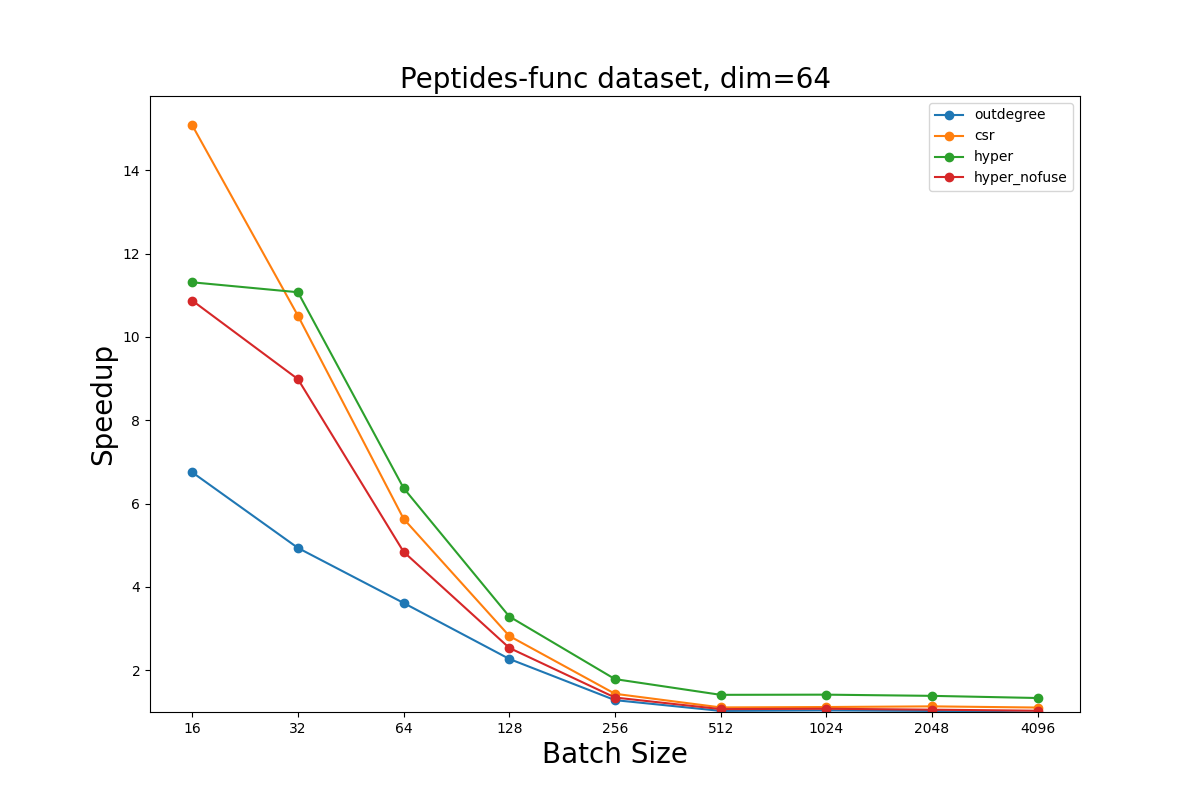 Peptides-func dataset, dim=64
outdegree
csr
hyper
hyper_nofuse
14
12
10
8
6
4
2
Speedup
16 32 64 128 256 512 1024 2048 4096
Batch Size